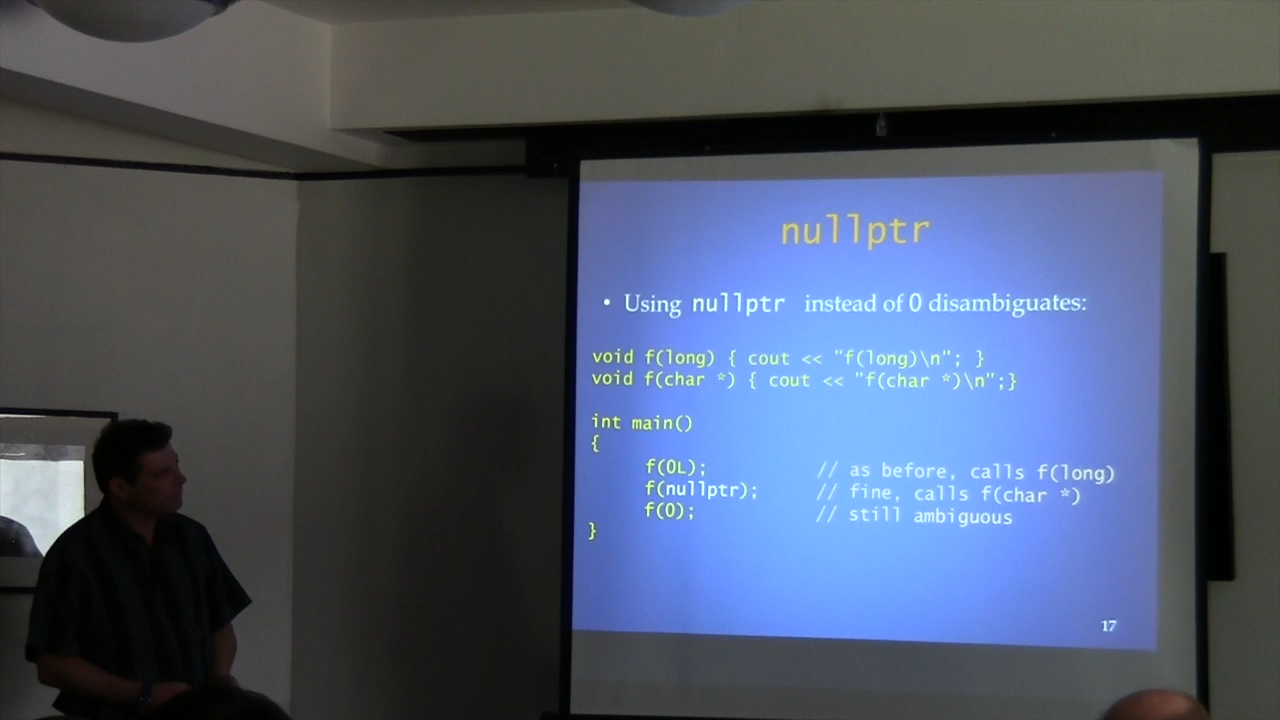 nullptr
• Using nullptr instead of 0 disambiguates:
void f(long) { cout << "f(long)\n"; }
void f(char *) { cout << "f(char *)\n";}
int main()
{
f(0L); // as before, calls f(long)
f(nullptr); // fine, calls f(char *)
f(0); // still ambiguous
}
17